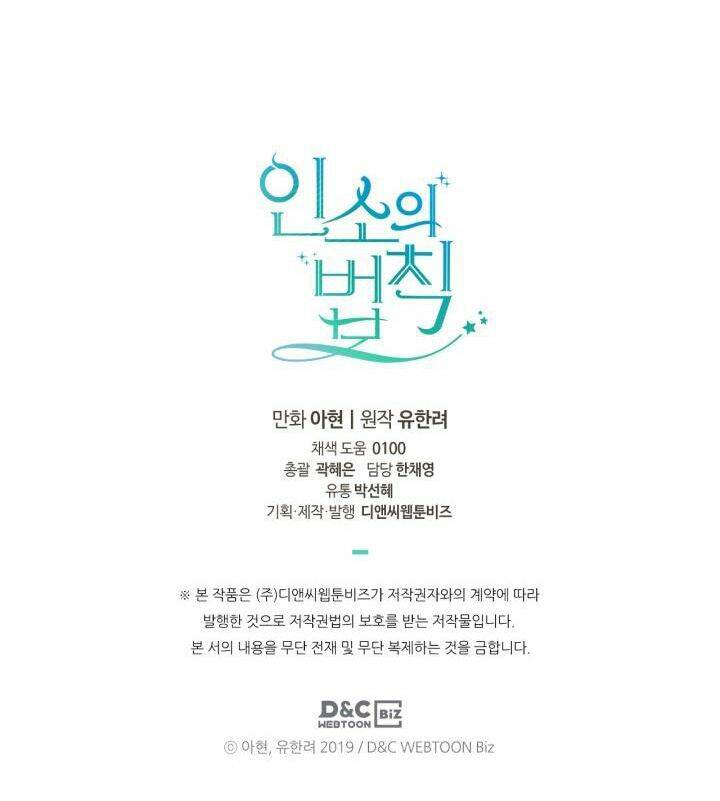 인소의
법칙
만화 아현 | 원작 유한려
채색 도움 0100
총괄 곽혜은 담당 한채영
유통 박선혜
기획·제작·발행 디앤씨웹툰비즈
※ 본 작품은 (주)디앤씨웹툰비즈가 저작권자와의 계약에 따라
발행한 것으로 저작권법의 보호를 받는 저작물입니다.
본 서의 내용을 무단 전재 및 무단 복제하는 것을 금합니다.
D&C BiZ
WEBTOON
ⓒ 아현, 유한려 2019 / D&C WEBTOON Biz